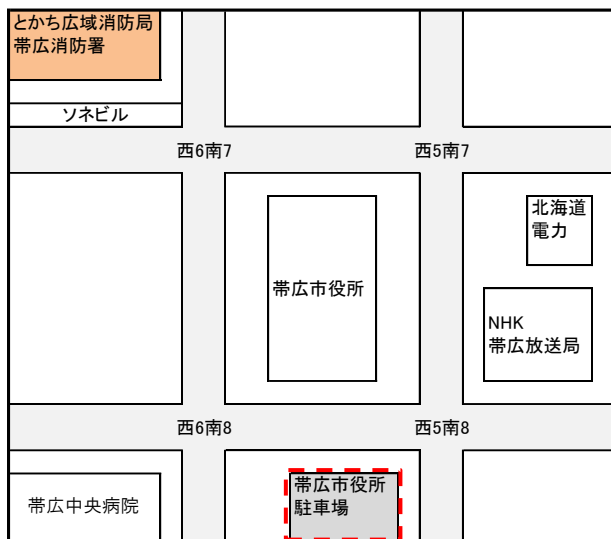 とかち広域消防局
帯広消防署
ソネビル
西6南7
西5南7
北海道
電力
帯広市役所
NHK
帯広放送局
西6南8
西5南8
帯広中央病院
帯広市役所
駐車場